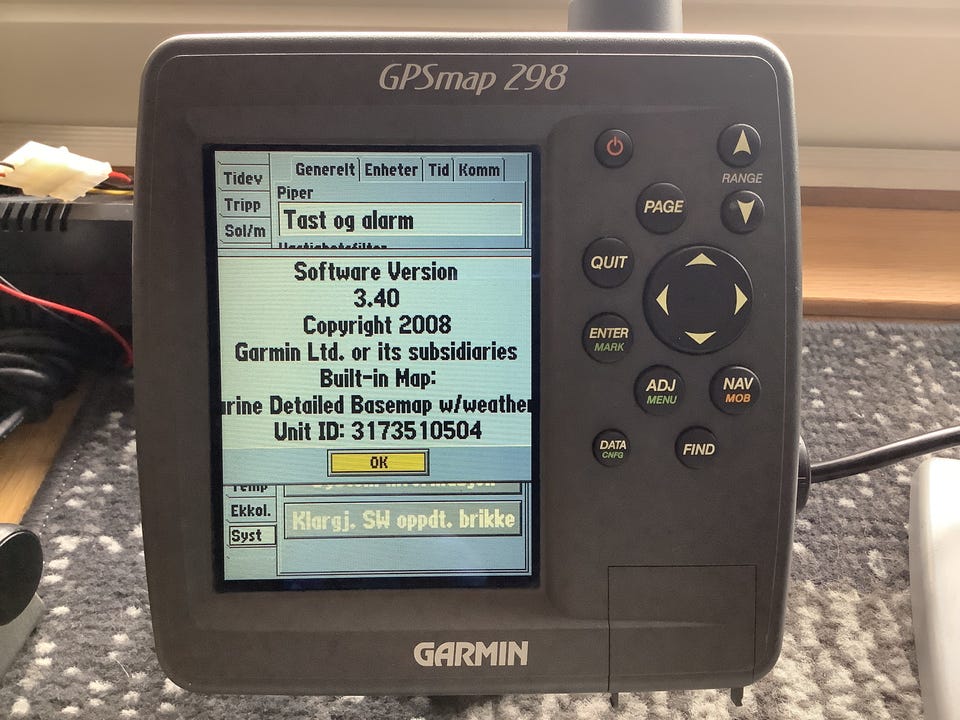 GPSmap 298
RANGE
PAGE
QUIT
ENTER
MARK
ADJ
MENU
NAV
MOB
DATA
CNFG
FIND
Tidev
Tripp
Sol/m
Generelt Enheter Tid Komm
Piper
Tast og alarm
Software Version
3.40
Copyright 2008
Garmin Ltd. or its subsidiaries
Built-in Map:
rine Detailed Basemap w/weather
Unit ID: 3173510504
OK
Temp
Ekkol.
Syst
Klargj. SW oppdt. brikke
GARMIN